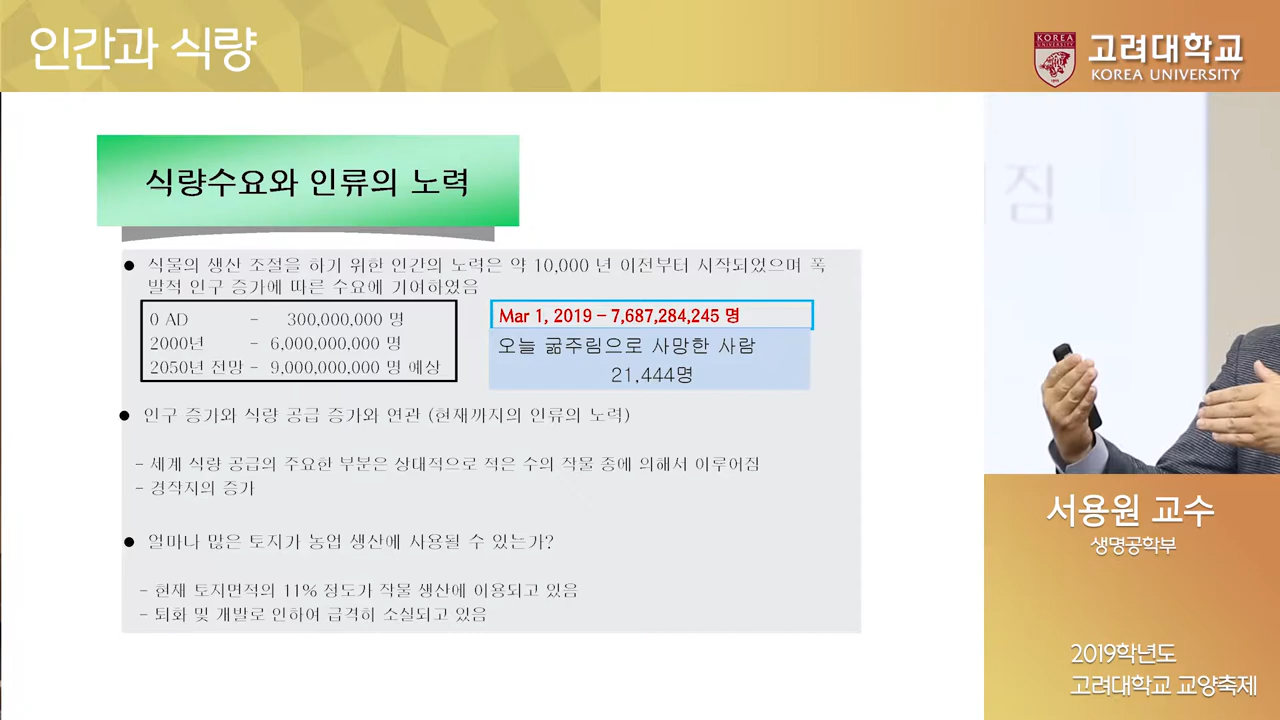 인간과 식량
KOREA
UNIVERSITY
고려대학교
KOREA UNIVERSITY
식량수요와 인류의 노력
● 식물의 생산 조절을 하기 위한 인간의 노력은 약 10,000 년 이전부터 시작되었으며 폭
발적 인구 증가에 따른 수요에 기여하였음
0 AD - 300,000,000 명
2000년 - 6,000,000,000 명
2050년 전망 - 9,000,000,000 명 예상
Mar 1, 2019 – 7,687,284,245 명
오늘 굶주림으로 사망한 사람
21,444명
● 인구 증가와 식량 공급 증가와 연관 (현재까지의 인류의 노력)
- 세계 식량 공급의 주요한 부분은 상대적으로 적은 수의 작물 종에 의해서 이루어짐
- 경작지의 증가
● 얼마나 많은 토지가 농업 생산에 사용될 수 있는가?
- 현재 토지면적의 11% 정도가 작물 생산에 이용되고 있음
- 퇴화 및 개발로 인하여 급격히 소실되고 있음
짐
서용원 교수
생명공학부
2019학년도
고려대학교 교양축제